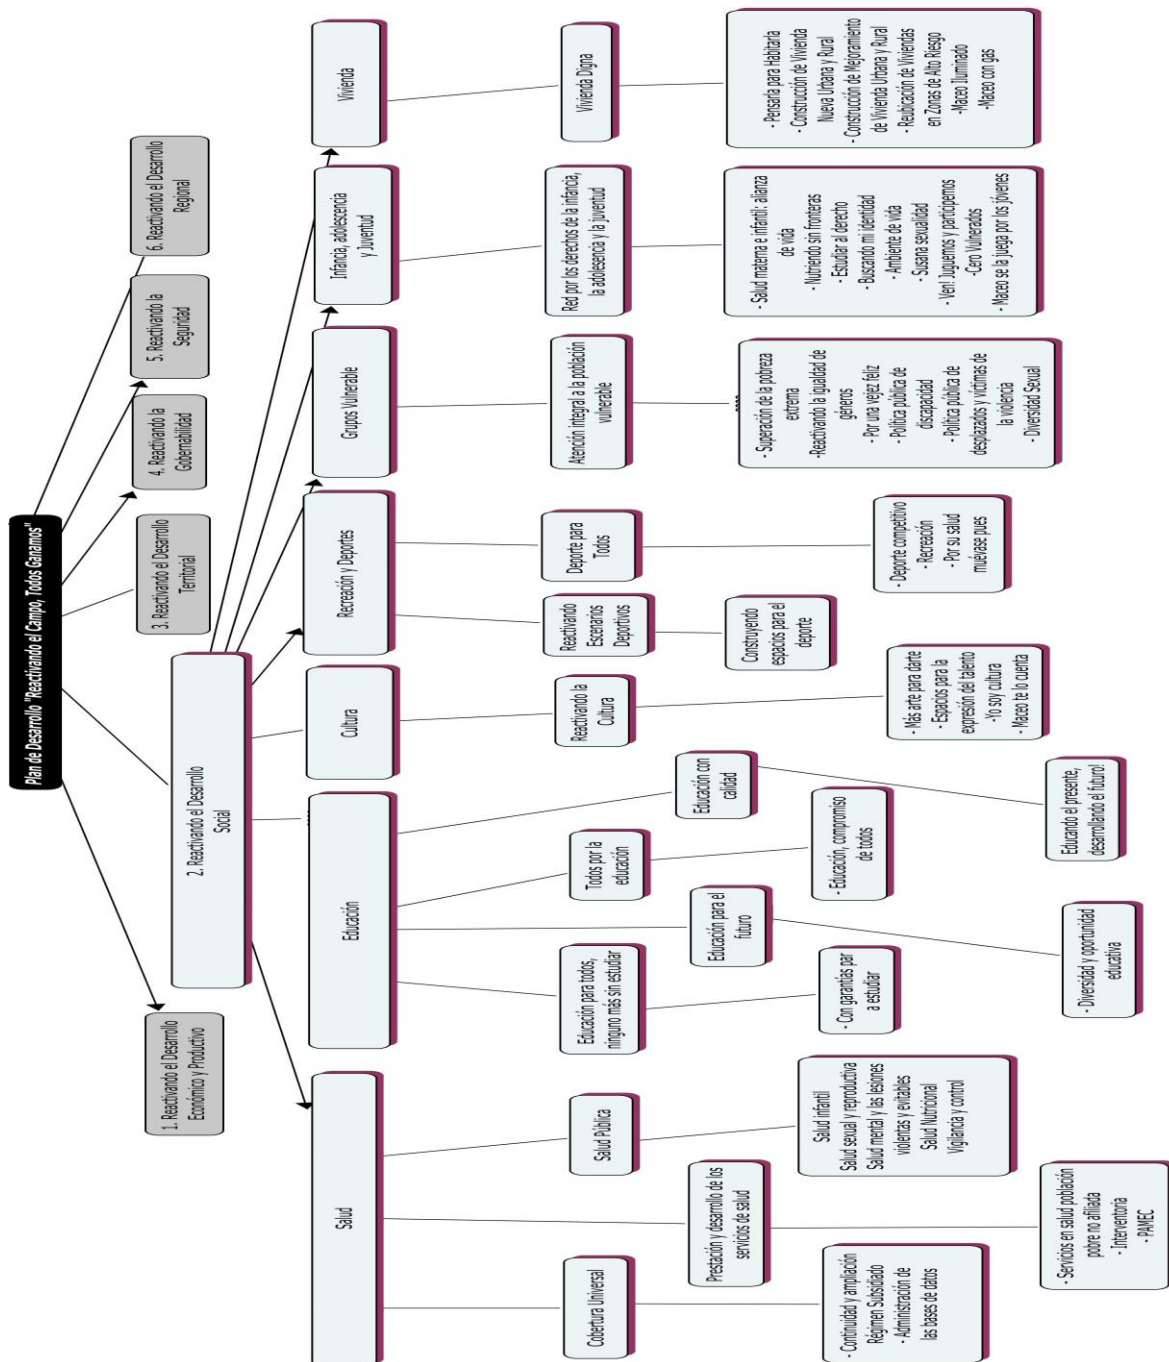 Plan de Desarrollo "Reactivando el Campo, Todos Ganamos"
1. Reactivando el Desarrollo
Económico y Productivo
2. Reactivando el Desarrollo
Social
3. Reactivando el Desarrollo
Territorial
4. Reactivando la
Gobernabilidad
5. Reactivando la
Seguridad
6. Reactivando el Desarrollo
Regional
Salud
Educación
Cultura
Recreación y Deportes
Grupos Vulnerable
Infancia, adolescencia
y Juventud
Vivienda
Cobertura Universal
Prestación y desarrollo de los
servicios de salud
Salud Pública
Educación para todos,
ninguno más sin estudiar
Educación para el
futuro
Todos por la
educación
Educación con
calidad
Reactivando la
Cultura
Reactivando
Escenarios
Deportivos
Deporte para
Todos
Atención integral a la población
vulnerable
Red por los derechos de la infancia,
la adolesencia y la juventud
Vivienda Digna
- Continuidad y ampliación
Régimen Subsidiado
- Administración de
las bases de datos
- Servicios en salud población
pobre no afiliada
- Interventoria
- PAMEC
Salud infantil
Salud sexual y reproductiva
Salud mental y las lesiones
violentas y evitables
Salud Nutricional
Vigilancia y control
- Con garantías par
a estudiar
- Diversidad y oportunidad
educativa
- Educación, compromiso
de todos
Educando el presente,
desarrollando el futuro!
- Más arte para darte
- Espacios para la
expresión del talento
-Yo soy cultura
- Maceo te lo cuenta
Construyendo
espacios para el
deporte
- Deporte competitivo
- Recreación
- Por su salud
muévase pues
- Superación de la pobreza
extrema
-Reactivando la igualdad de
géneros
- Por una vejez feliz
- Política pública de
discapacidad
- Política pública de
desplazados y víctimas de
la violencia
- Diversidad Sexual
- Salud materna e infantil: alianza
de vida
- Nutriendo sin fronteras
- Estudiar al derecho
- Buscando mi identidad
- Ambiente de vida
- Susana sexualidad
- Ven! Juguemos y participemos
-Cero Vulnerados
- Maceo se la juega por los jóvenes
- Pensarla para Habitarla
- Construcción de Vivienda
Nueva Urbana y Rural
-Construcción de Mejoramiento
de Vivienda Urbana y Rural
- Reubicación de Viviendas
en Zonas de Alto Riesgo
-Maceo Iluminado
- Maceo con gas